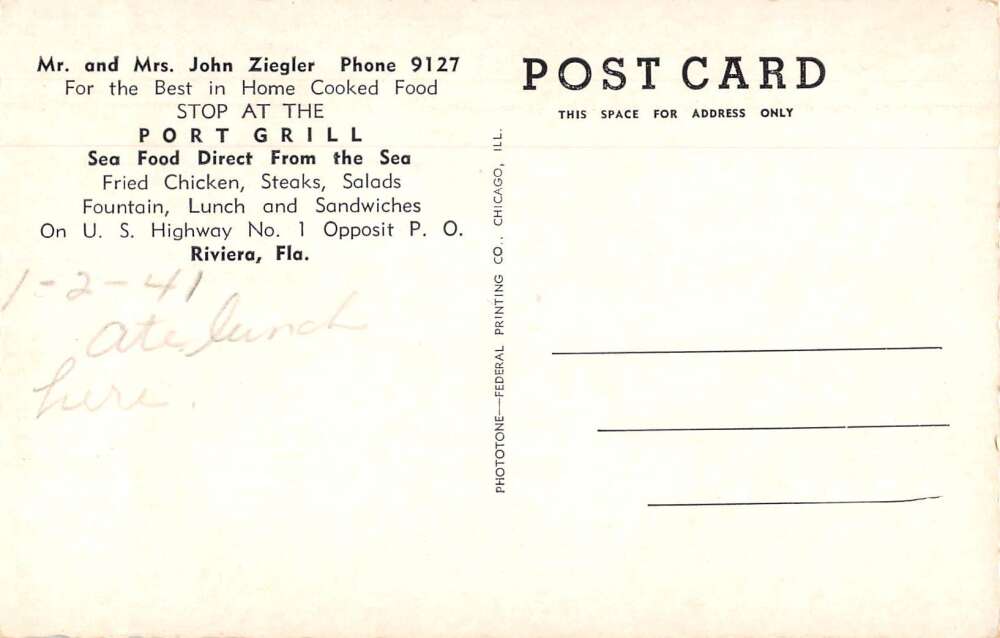 Mr. and Mrs. John Ziegler Phone 9127
For the Best in Home Cooked Food
STOP AT THE
PORT GRILL
Sea Food Direct From the Sea
Fried Chicken, Steaks, Salads
Fountain, Lunch and Sandwiches
On U. S. Highway No. 1 Opposit P. O.
Riviera, Fla.
1-2-41
ate lunch
here.
PHOTOTONE—FEDERAL PRINTING CO., CHICAGO, ILL.
POST CARD
THIS SPACE FOR ADDRESS ONLY